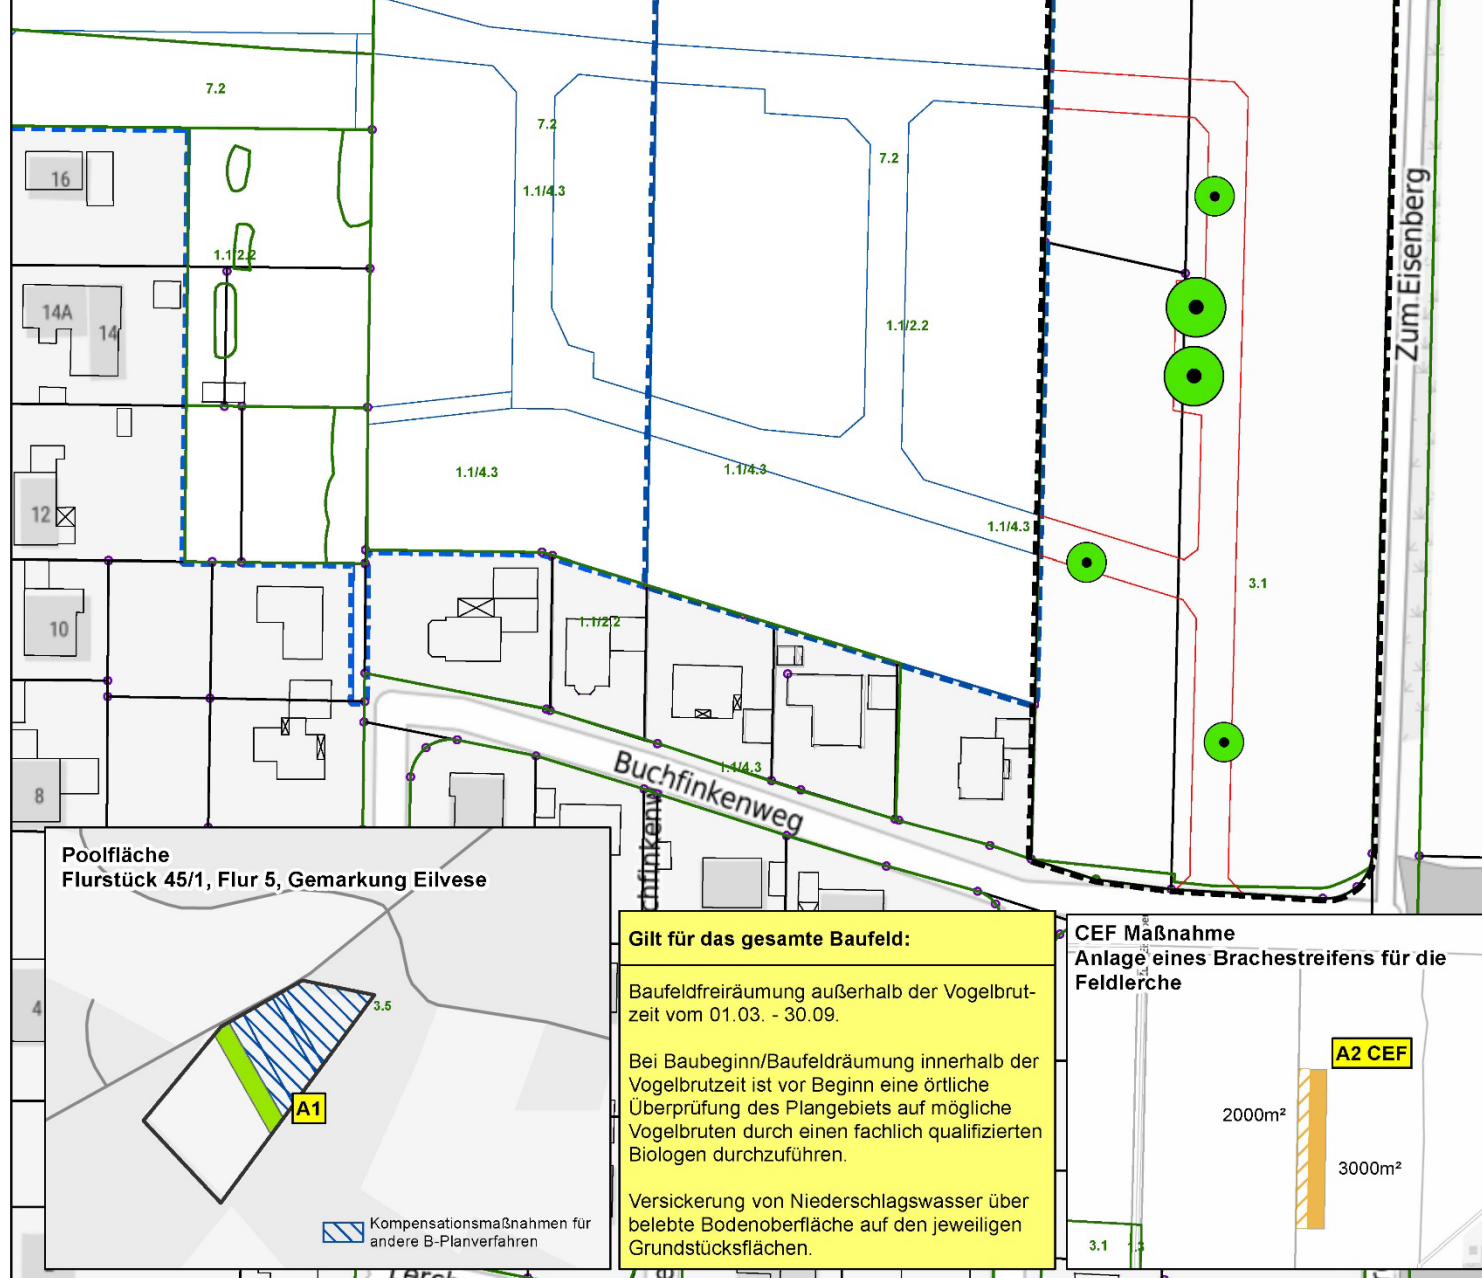 7.2
7.2
7.2
16
1.1/4.3
Zum Eisenberg
1.1/2.2
14A
14
1.1/2.2
1.1/4.3
1.1/4.3
12
1.1/4.3
3.1
10
1.1/2.2
Buchfinkenweg
1.1/4.3
8
chfinkenw
Poolfläche
Flurstück 45/1, Flur 5, Gemarkung Eilvese
4
3.5
A1
Kompensationsmaßnahmen für
andere B-Planverfahren
Gilt für das gesamte Baufeld:
Baufeldfreiräumung außerhalb der Vogelbrut-
zeit vom 01.03. - 30.09.
Bei Baubeginn/Baufeldräumung innerhalb der
Vogelbrutzeit ist vor Beginn eine örtliche
Überprüfung des Plangebiets auf mögliche
Vogelbruten durch einen fachlich qualifizierten
Biologen durchzuführen.
Versickerung von Niederschlagswasser über
belebte Bodenoberfläche auf den jeweiligen
Grundstücksflächen.
CEF Maßnahme
Anlage eines Brachestreifens für die
Feldlerche
A2 CEF
2000m²
3000m²
3.1